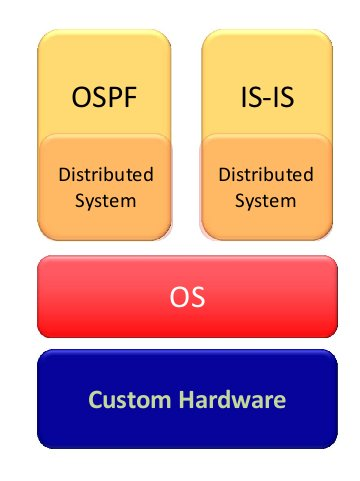 OSPF
Distributed
System
IS-IS
Distributed
System
OS
Custom Hardware